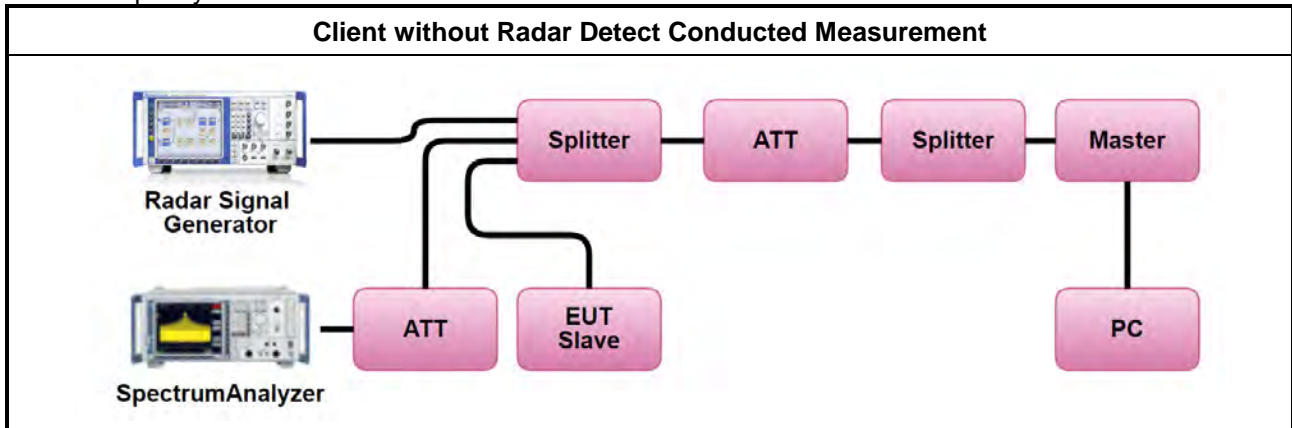 Client without Radar Detect Conducted Measurement
Radar Signal
Generator
Splitter
ATT
Splitter
Master
SpectrumAnalyzer
ATT
EUT
Slave
PC